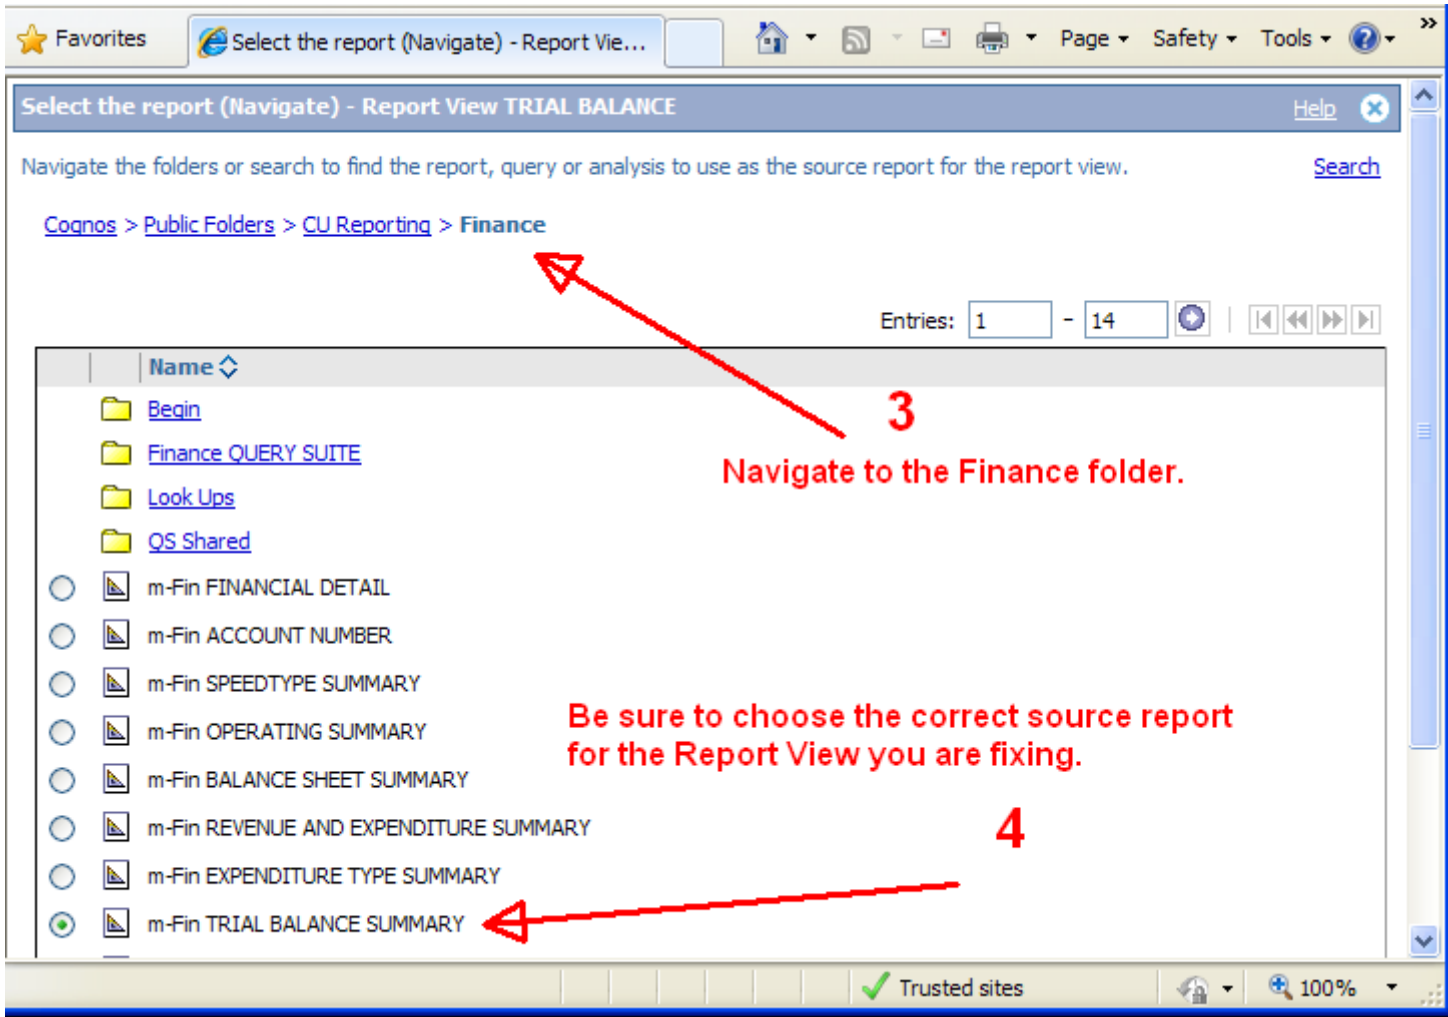 Favorites
Select the report (Navigate) - Report Vie...
Page
Safety
Tools
»
Select the report (Navigate) - Report View TRIAL BALANCE
Help
Navigate the folders or search to find the report, query or analysis to use as the source report for the report view.
Search
Cognos > Public Folders > CU Reporting > Finance
Entries: 1 - 14
Name
Begin
3
Finance QUERY SUITE
Navigate to the Finance folder.
Look Ups
QS Shared
m-Fin FINANCIAL DETAIL
m-Fin ACCOUNT NUMBER
m-Fin SPEEDTYPE SUMMARY
Be sure to choose the correct source report
for the Report View you are fixing.
m-Fin OPERATING SUMMARY
m-Fin BALANCE SHEET SUMMARY
m-Fin REVENUE AND EXPENDITURE SUMMARY
4
m-Fin EXPENDITURE TYPE SUMMARY
m-Fin TRIAL BALANCE SUMMARY
Trusted sites
100%